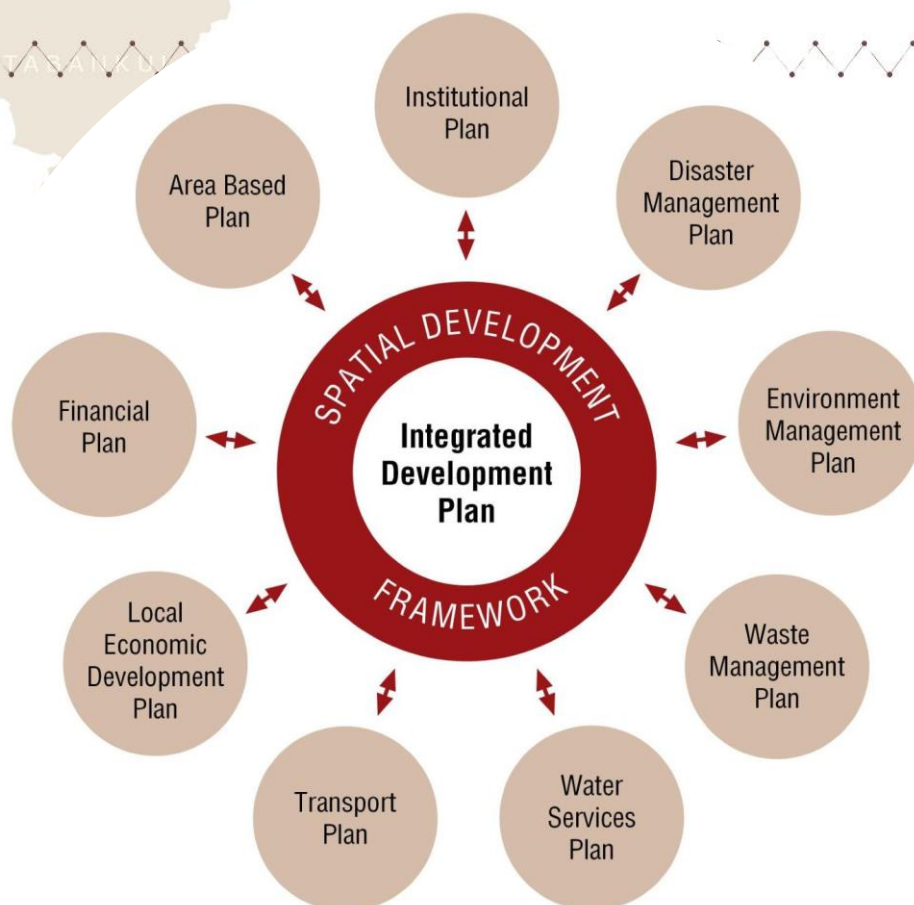 TABANKUL
Institutional
Plan
Disaster
Management
Plan
Area Based
Plan
SPATIAL DEVELOPMENT
FRAMEWORK
Integrated
Development
Plan
Environment
Management
Plan
Financial
Plan
Waste
Management
Plan
Local
Economic
Development
Plan
Water
Services
Plan
Transport
Plan